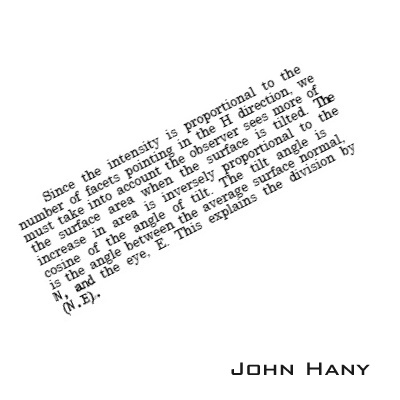 Since the intensity is proportional to the
number of facets pointing in the H direction, we
must take into account the observer sees more of
the surface area when the surface is tilted. The
increase in area is inversely proportional to the
cosine of the angle of tilt. The tilt angle is
is the angle between the average surface normal,
N, and the eye, E. This explains the division by
(N.E).
John Hany